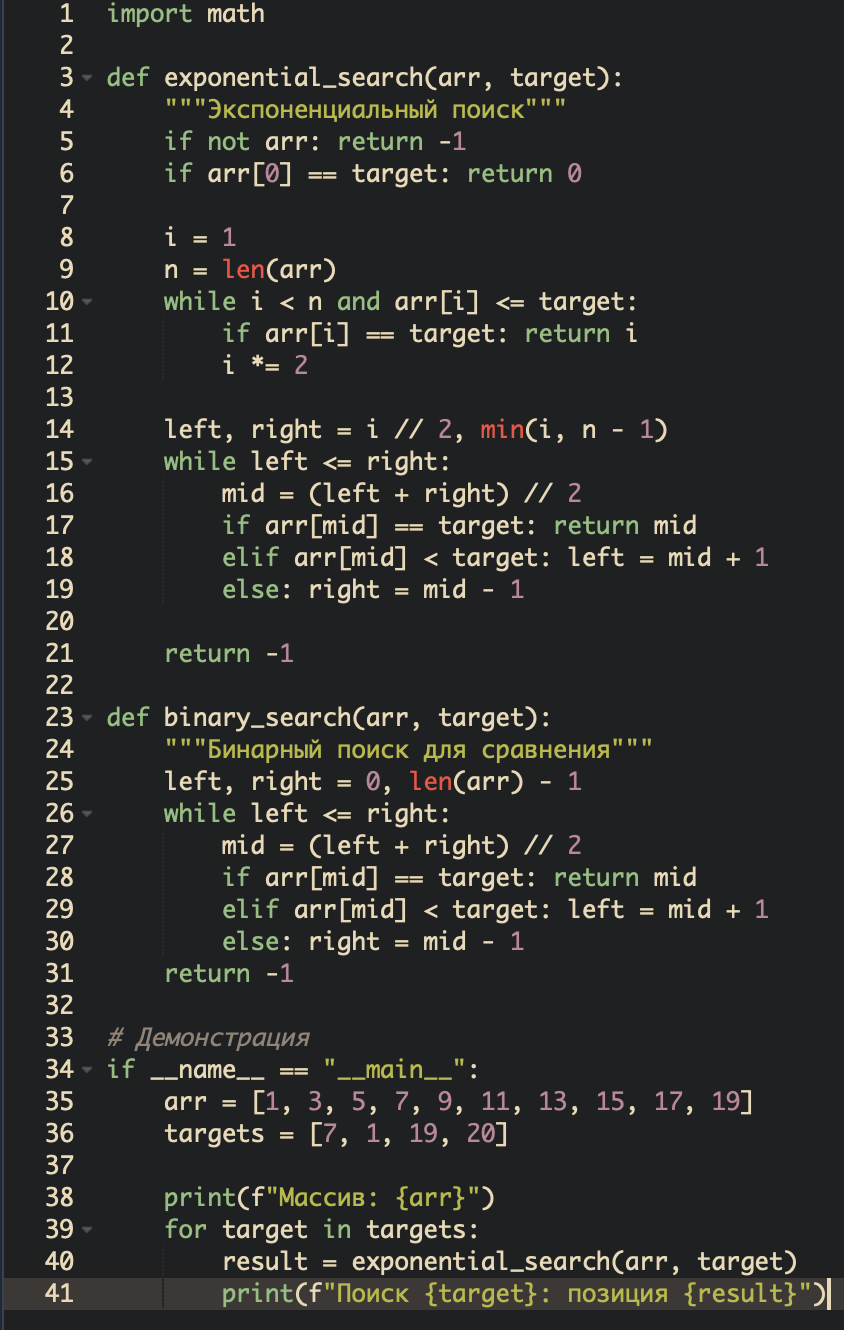 1 import math
2
3 def exponential_search(arr, target):
4     """Экспоненциальный поиск"""
5     if not arr: return -1
6     if arr[0] == target: return 0
7
8     i = 1
9     n = len(arr)
10     while i < n and arr[i] <= target:
11         if arr[i] == target: return i
12         i *= 2
13
14     left, right = i // 2, min(i, n - 1)
15     while left <= right:
16         mid = (left + right) // 2
17         if arr[mid] == target: return mid
18         elif arr[mid] < target: left = mid + 1
19         else: right = mid - 1
20
21     return -1
22
23 def binary_search(arr, target):
24     """Бинарный поиск для сравнения"""
25     left, right = 0, len(arr) - 1
26     while left <= right:
27         mid = (left + right) // 2
28         if arr[mid] == target: return mid
29         elif arr[mid] < target: left = mid + 1
30         else: right = mid - 1
31     return -1
32
33 # Демонстрация
34 if __name__ == "__main__":
35     arr = [1, 3, 5, 7, 9, 11, 13, 15, 17, 19]
36     targets = [7, 1, 19, 20]
37
38     print(f"Массив: {arr}")
39     for target in targets:
40         result = exponential_search(arr, target)
41         print(f"Поиск {target}: позиция {result}")